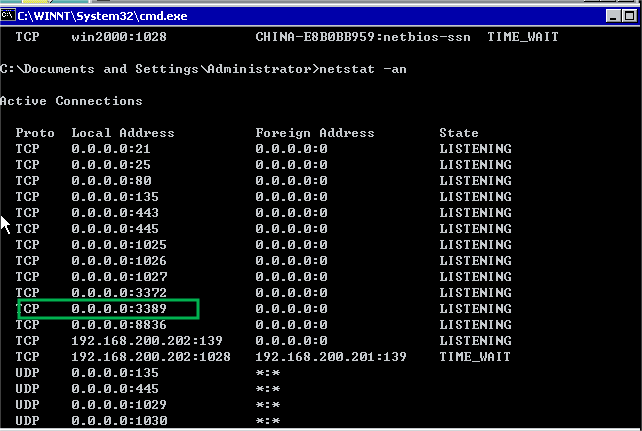 C:\WINNT\System32\cmd.exe
TCP    win2000:1028           CHINA-E8B0BB959:netbios-ssn  TIME_WAIT
C:\Documents and Settings\Administrator>netstat -an
Active Connections
Proto  Local Address          Foreign Address        State
TCP    0.0.0.0:21             0.0.0.0:0              LISTENING
TCP    0.0.0.0:25             0.0.0.0:0              LISTENING
TCP    0.0.0.0:80             0.0.0.0:0              LISTENING
TCP    0.0.0.0:135            0.0.0.0:0              LISTENING
TCP    0.0.0.0:443            0.0.0.0:0              LISTENING
TCP    0.0.0.0:445            0.0.0.0:0              LISTENING
TCP    0.0.0.0:1025           0.0.0.0:0              LISTENING
TCP    0.0.0.0:1026           0.0.0.0:0              LISTENING
TCP    0.0.0.0:1027           0.0.0.0:0              LISTENING
TCP    0.0.0.0:3372           0.0.0.0:0              LISTENING
TCP    0.0.0.0:3389           0.0.0.0:0              LISTENING
TCP    0.0.0.0:8836           0.0.0.0:0              LISTENING
TCP    192.168.200.202:139    0.0.0.0:0              LISTENING
TCP    192.168.200.202:1028   192.168.200.201:139    TIME_WAIT
UDP    0.0.0.0:135            *:*
UDP    0.0.0.0:445            *:*
UDP    0.0.0.0:1029           *:*
UDP    0.0.0.0:1030           *:*